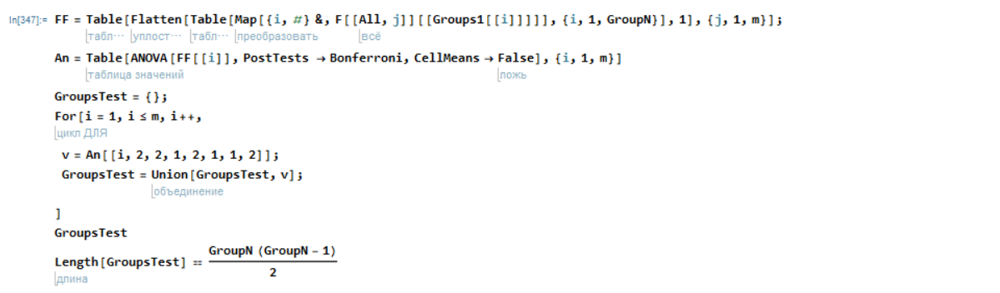 In[347]:= FF = Table[Flatten[Table[Map[{i, #} &, F[[All, j]][[Groups1[[i]]]]], {i, 1, GroupN}], 1], {j, 1, m}];
табл⋯ уплост⋯ табл⋯ преобразовать всё
An = Table[ANOVA[FF[[i]], PostTests → Bonferroni, CellMeans → False], {i, 1, m}]
таблица значений ложь
GroupsTest = {};
For[i = 1, i ≤ m, i++,
цикл ДЛЯ
v = An[[i, 2, 2, 1, 2, 1, 1, 2]];
GroupsTest = Union[GroupsTest, v];
объединение
]
GroupsTest
Length[GroupsTest] == GroupN (GroupN - 1)
2
длина